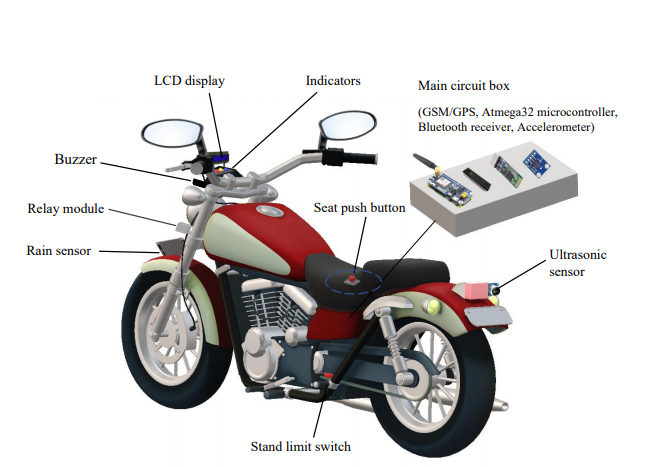 LCD display
Indicators
Main circuit box
(GSM/GPS, Atmega32 microcontroller,
Bluetooth receiver, Accelerometer)
Buzzer
Relay module
Seat push button
Rain sensor
Ultrasonic
sensor
Stand limit switch